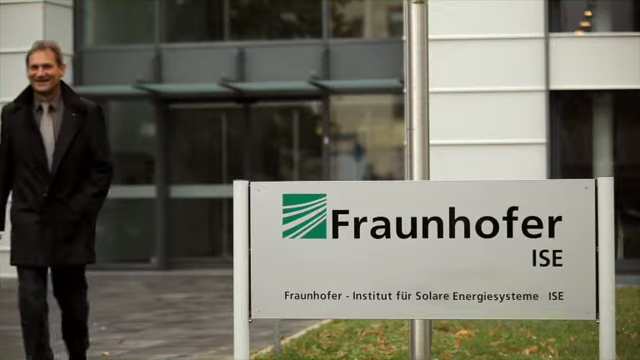 Fraunhofer
ISE
Fraunhofer - Institut für Solare Energiesysteme ISE